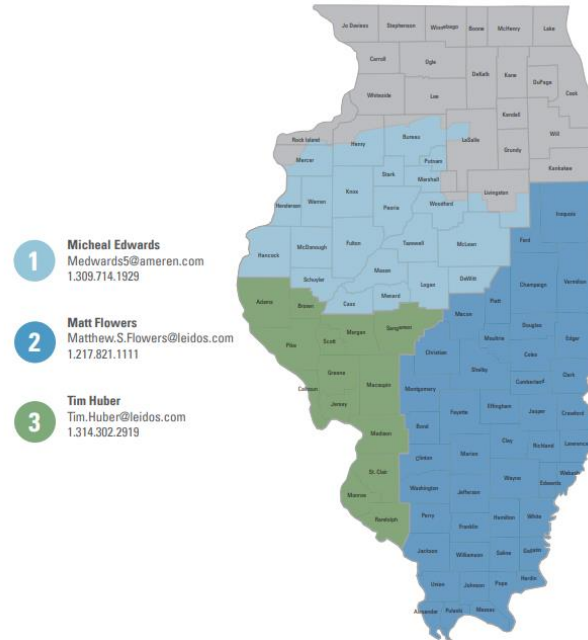 Jo Daviess Stephenson Winnebago Boone McHenry Lake
Carroll Ogle DeKalb Kane DuPage Cook
Whiteside Lee Kendall Will
Rock Island Henry Bureau LaSalle Grundy
Mercer Putnam Kankakee
Stark Marshall Livingston
Henderson Warren Knox Peoria Woodford Iroquois
Ford
1
Micheal Edwards
Medwards5@ameren.com
1.309.714.1929
Hancock McDonough Fulton Tazewell McLean
Schuyler Mason Logan DeWitt Champaign Vermilion
Adams Brown Cass Menard Piatt
2
Matt Flowers
Matthew.S.Flowers@leidos.com
1.217.821.1111
Pike Scott Morgan Sangamon Macon Douglas Edgar
Christian Moultrie Coles
Greene Shelby Clark
Calhoun Macoupin Montgomery Cumberland
3
Tim Huber
Tim.Huber@leidos.com
1.314.302.2919
Jersey Fayette Effingham Jasper Crawford
Madison Bond Clay Richland Lawrence
Clinton Marion Wabash
St. Clair Washington Jefferson Wayne Edwards
Monroe Randolph Perry Franklin Hamilton White
Jackson Williamson Saline Gallatin
Union Johnson Pope Hardin
Alexander Pulaski Massac